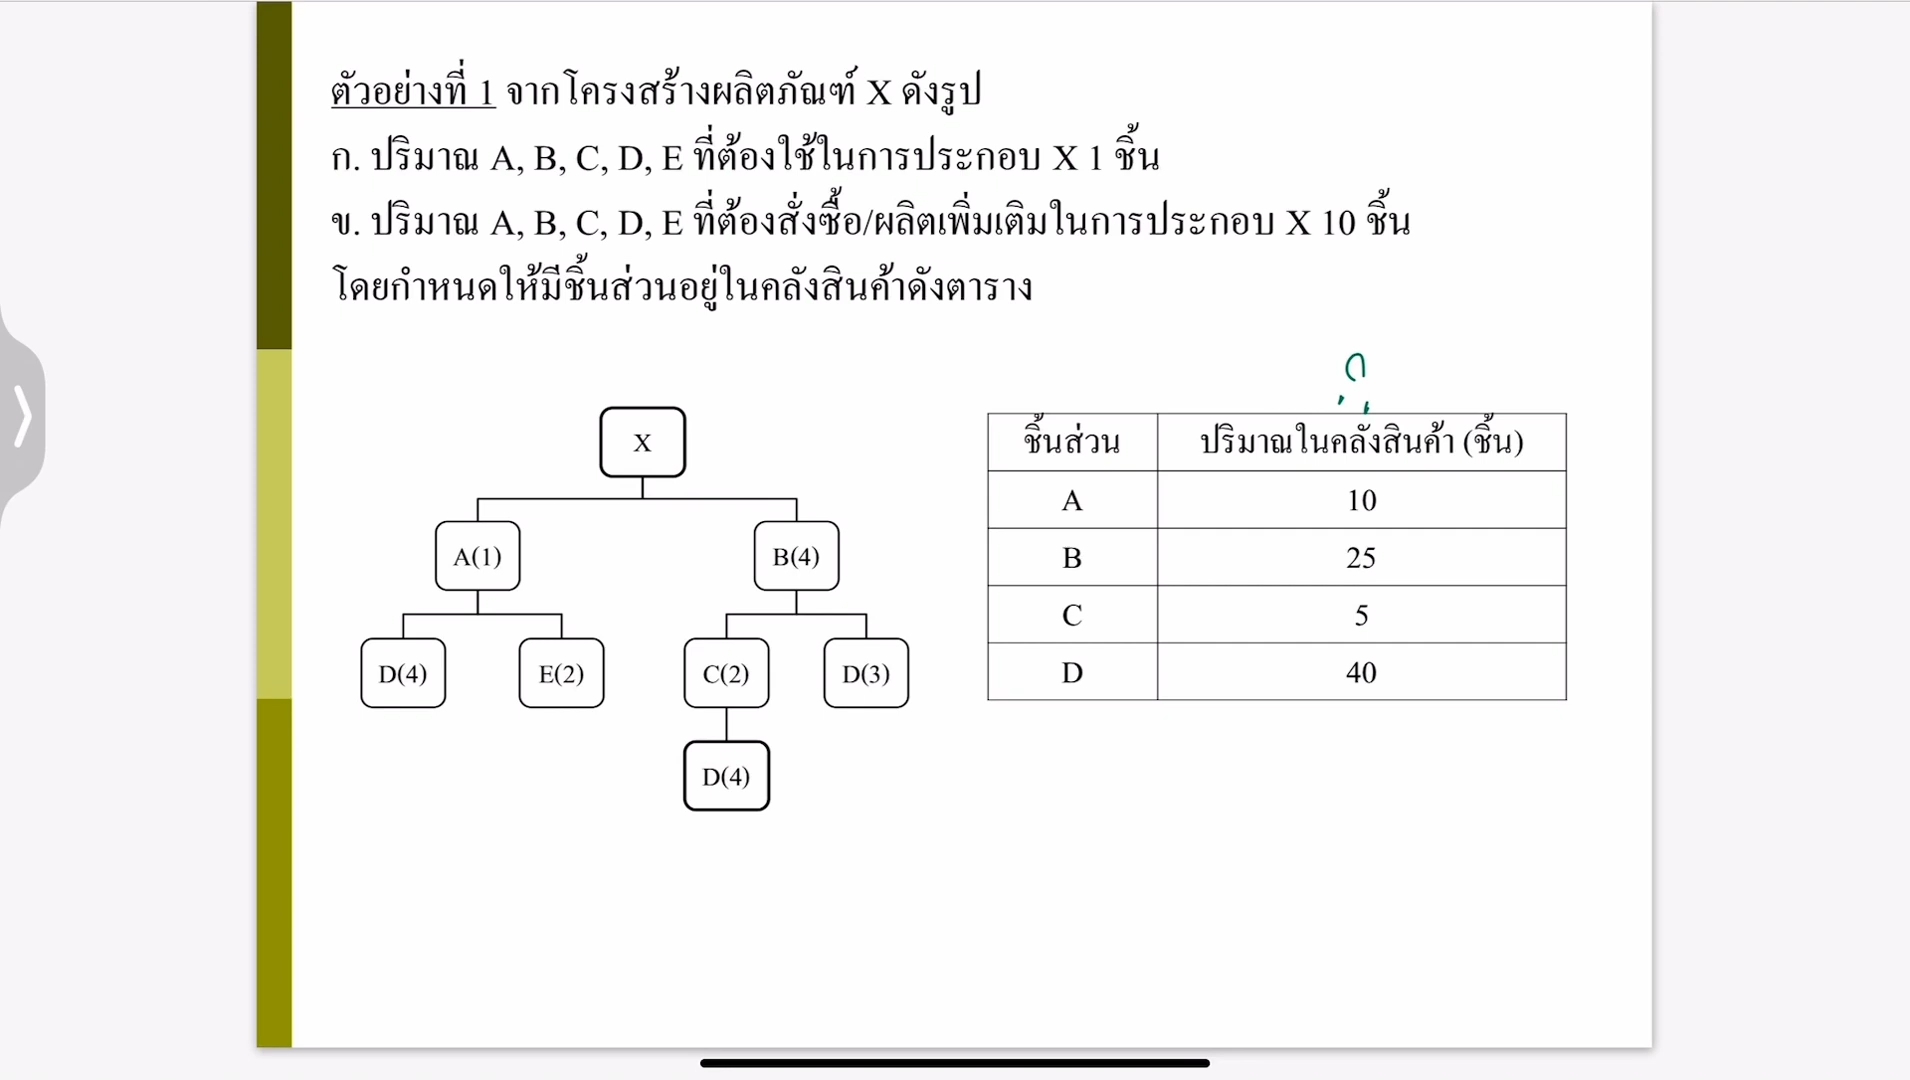 ตัวอย่างที่ 1 จากโครงสร้างผลิตภัณฑ์ X ดังรูป
ก. ปริมาณ A, B, C, D, E ที่ต้องใช้ในการประกอบ X 1 ชิ้น
ข. ปริมาณ A, B, C, D, E ที่ต้องสั่งซื้อ/ผลิตเพิ่มเติมในการประกอบ X 10 ชิ้น
โดยกำหนดให้มีชิ้นส่วนอยู่ในคลังสินค้าดังตาราง
X
A(1) B(4)
D(4) E(2) C(2) D(3)
D(4)
ชิ้นส่วน ปริมาณในคลังสินค้า (ชิ้น)
A 10
B 25
C 5
D 40